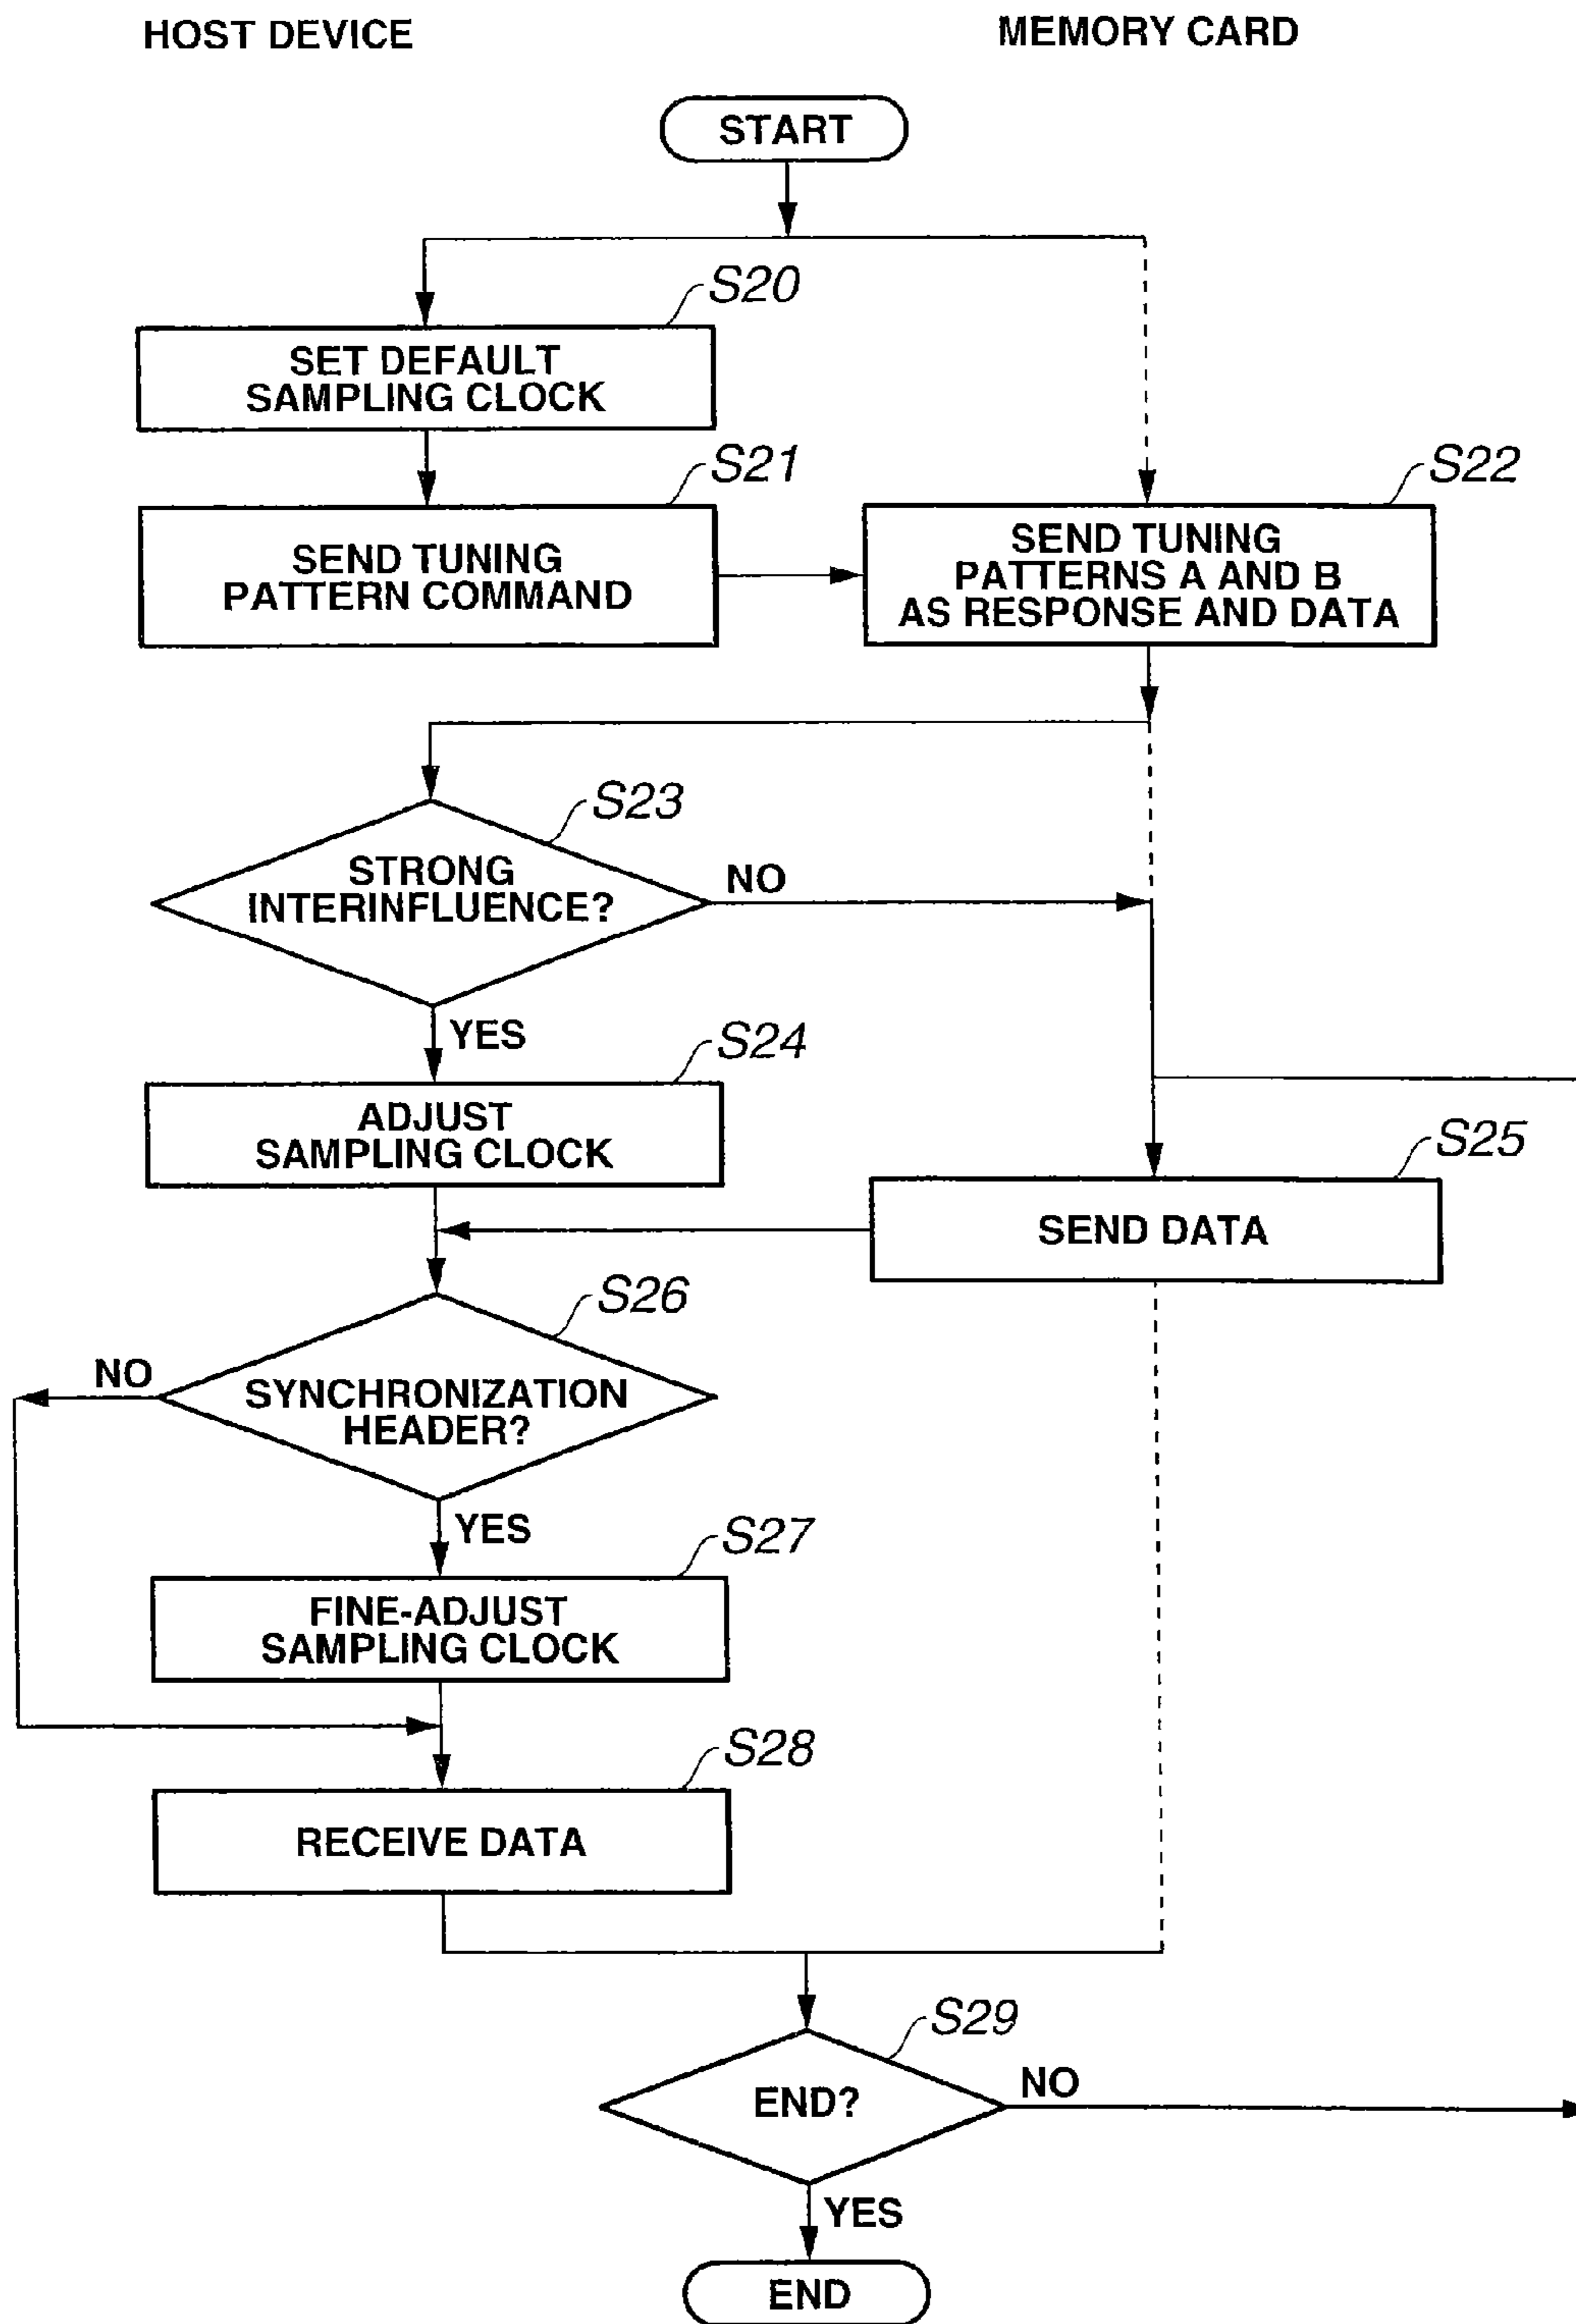 HOST DEVICE
MEMORY CARD
START
S20
SET DEFAULT
SAMPLING CLOCK
S21
SEND TUNING
PATTERN COMMAND
S22
SEND TUNING
PATTERNS A AND B
AS RESPONSE AND DATA
S23
STRONG
INTERINFLUENCE?
NO
YES
S24
ADJUST
SAMPLING CLOCK
S25
SEND DATA
S26
NO
SYNCHRONIZATION
HEADER?
YES
S27
FINE-ADJUST
SAMPLING CLOCK
S28
RECEIVE DATA
S29
END?
NO
YES
END